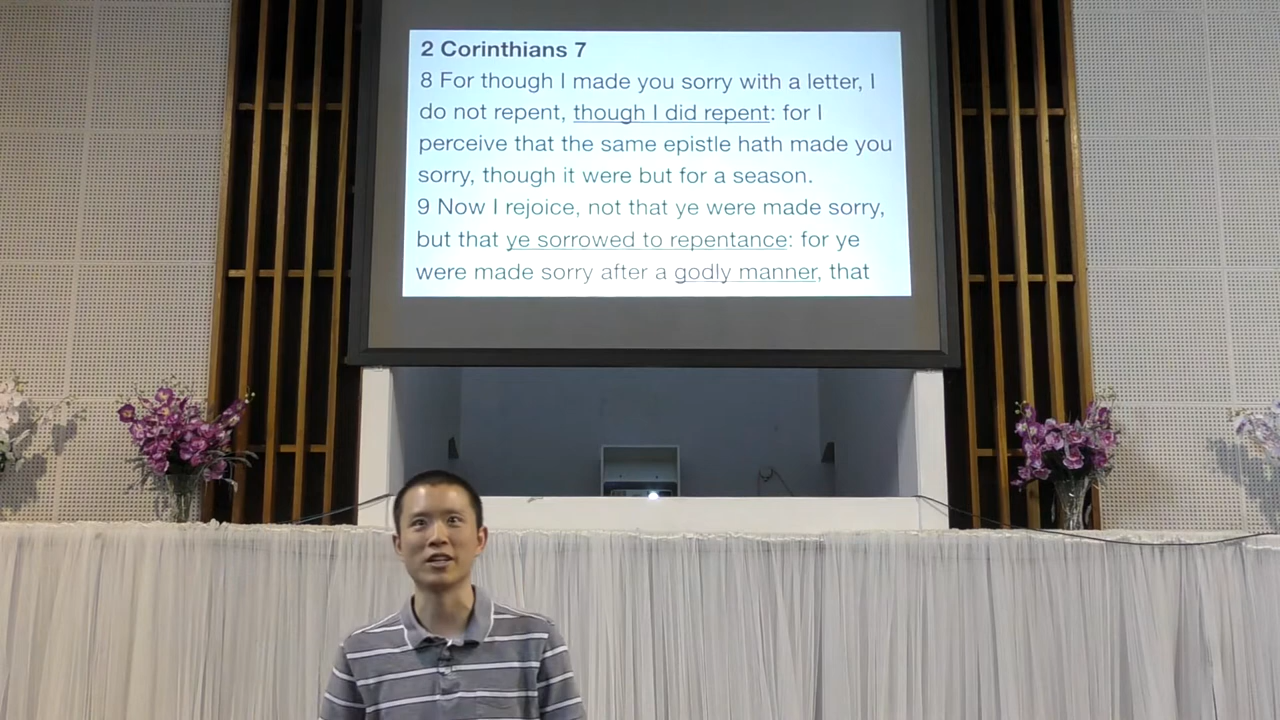 2 Corinthians 7
8 For though I made you sorry with a letter, I
do not repent, though I did repent: for I
perceive that the same epistle hath made you
sorry, though it were but for a season.
9 Now I rejoice, not that ye were made sorry,
but that ye sorrowed to repentance: for ye
were made sorry after a godly manner, that